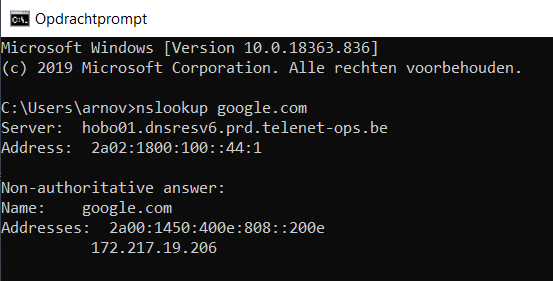 Opdrachtprompt
Microsoft Windows [Version 10.0.18363.836]
(c) 2019 Microsoft Corporation. Alle rechten voorbehouden.
C:\Users\arnov>nslookup google.com
Server:  hobo01.dnsresv6.prd.telenet-ops.be
Address:  2a02:1800:100::44:1
Non-authoritative answer:
Name:    google.com
Addresses:  2a00:1450:400e:808::200e
172.217.19.206